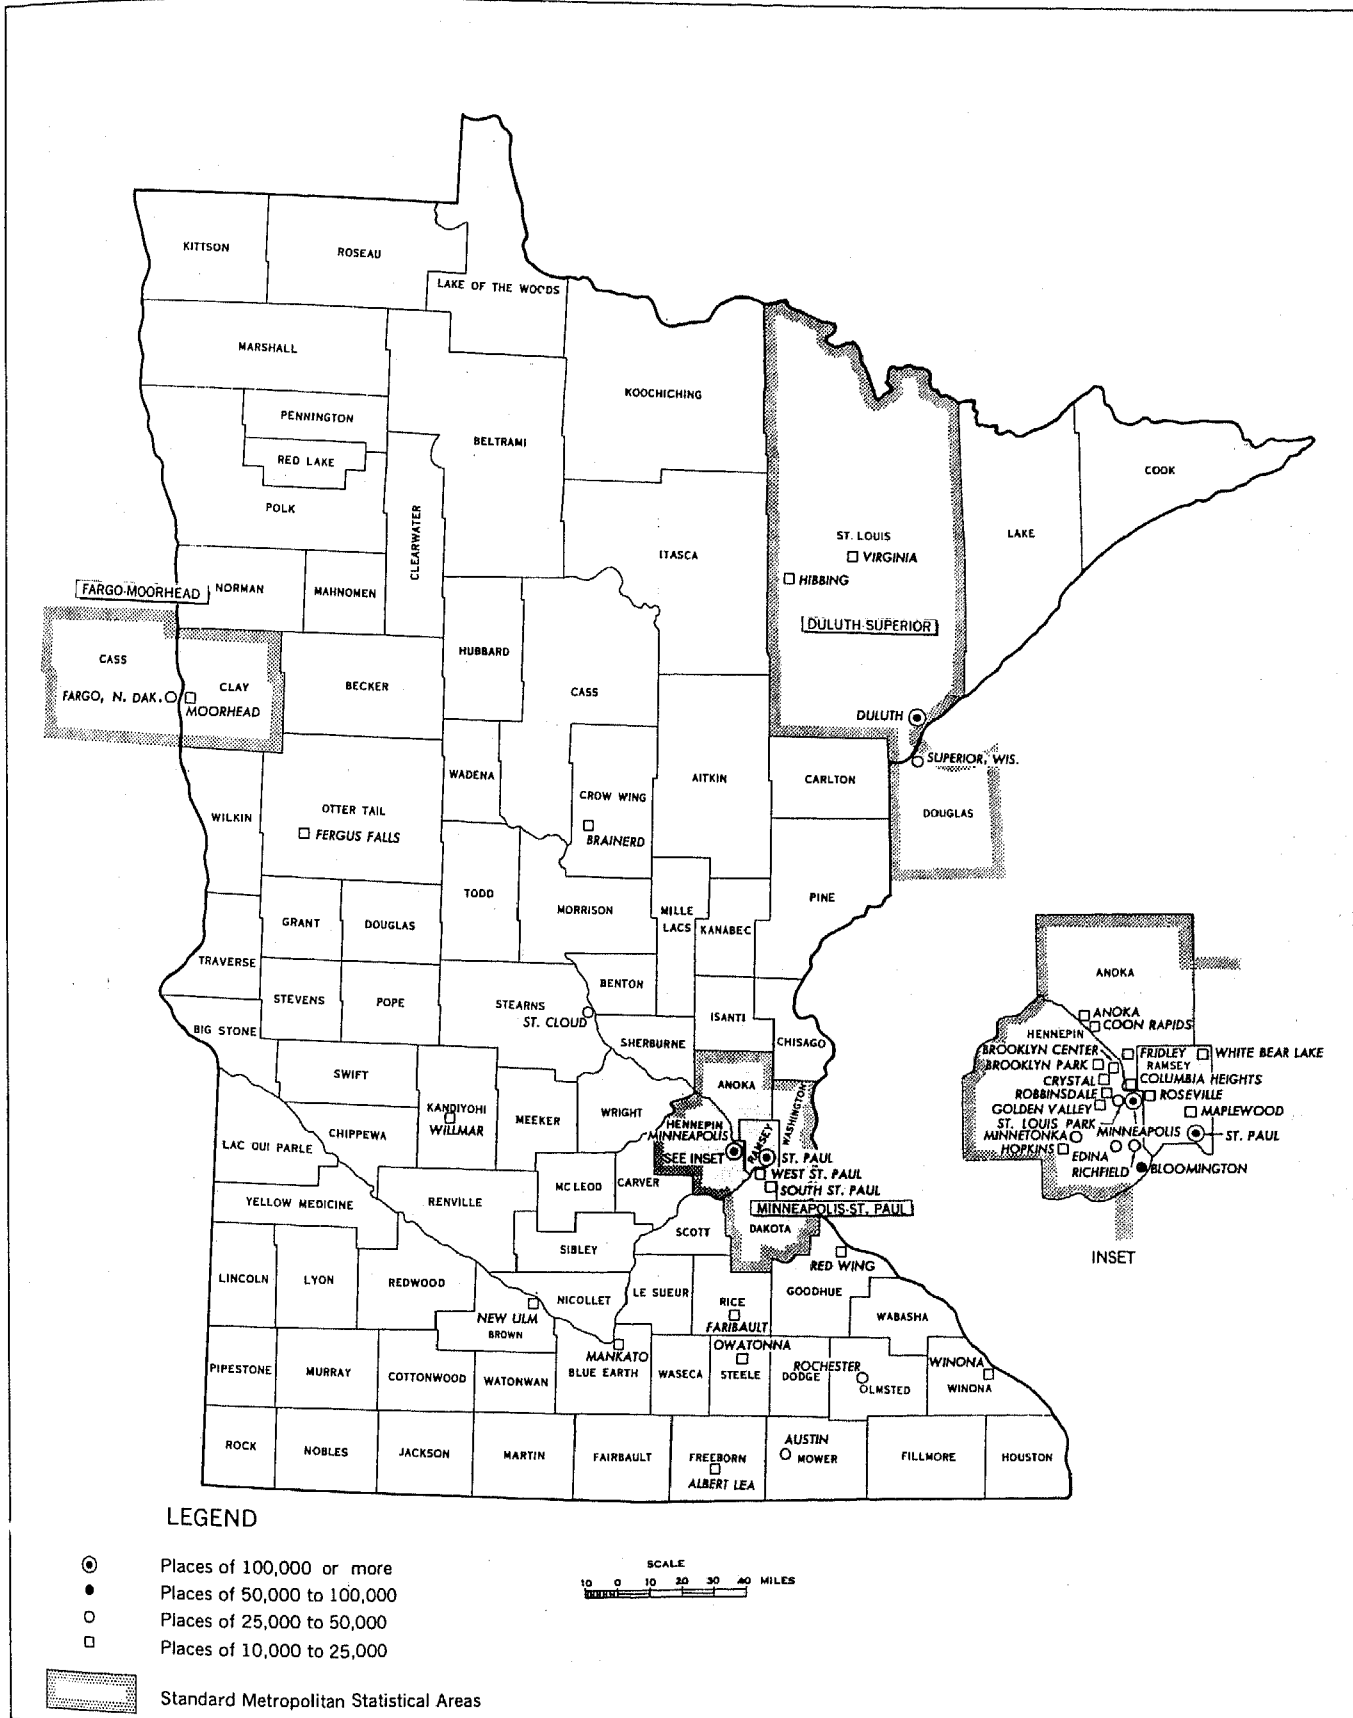 KITTSON
ROSEAU
LAKE OF THE WOODS
MARSHALL
KOOCHICHING
PENNINGTON
BELTRAMI
RED LAKE
COOK
POLK
CLEARWATER
ST. LOUIS
LAKE
ITASCA
VIRGINIA
HIBBING
FARGO-MOORHEAD
NORMAN
MAHNOMEN
DULUTH-SUPERIOR
HUBBARD
CASS
CLAY
BECKER
CASS
FARGO, N. DAK.
MOORHEAD
DULUTH
SUPERIOR, WIS.
WADENA
AITKIN
CARLTON
CROW WING
OTTER TAIL
WILKIN
DOUGLAS
FERGUS FALLS
BRAINERD
TODD
PINE
MORRISON
MILLE
LACS
KANABEC
GRANT
DOUGLAS
TRAVERSE
BENTON
STEVENS
POPE
STEARNS
ST. CLOUD
ISANTI
BIG STONE
SHERBURNE
CHISAGO
SWIFT
ANOKA
WASHINGTON
KANDIYOHI
WILLMAR
MEEKER
WRIGHT
CHIPPEWA
HENNEPIN
MINNEAPOLIS
SEE INSET
RAMSEY
ST. PAUL
LAC QUI PARLE
WEST ST. PAUL
SOUTH ST. PAUL
MC LEOD
CARVER
MINNEAPOLIS-ST. PAUL
YELLOW MEDICINE
RENVILLE
SCOTT
DAKOTA
SIBLEY
RED WING
LINCOLN
LYON
REDWOOD
NICOLLET
LE SUEUR
RICE
GOODHUE
FARIBAULT
NEW ULM
BROWN
WABASHA
OWATONNA
MANKATO
BLUE EARTH
ROCHESTER
WINONA
PIPESTONE
MURRAY
COTTONWOOD
WATONWAN
WASECA
STEELE
DODGE
OLMSTED
WINONA
AUSTIN
ROCK
NOBLES
JACKSON
MARTIN
FAIRBAULT
FREEBORN
MOWER
FILLMORE
HOUSTON
ALBERT LEA
ANOKA
ANOKA
COON RAPIDS
HENNEPIN
BROOKLYN CENTER
FRIDLEY
WHITE BEAR LAKE
BROOKLYN PARK
RAMSEY
CRYSTAL
COLUMBIA HEIGHTS
ROBBINSDALE
ROSEVILLE
GOLDEN VALLEY
MAPLEWOOD
ST. LOUIS PARK
MINNETONKA
MINNEAPOLIS
ST. PAUL
HOPKINS
EDINA
RICHFIELD
BLOOMINGTON
INSET
LEGEND
Places of 100,000 or more
Places of 50,000 to 100,000
Places of 25,000 to 50,000
Places of 10,000 to 25,000
Standard Metropolitan Statistical Areas
SCALE
10 0 10 20 30 40 MILES